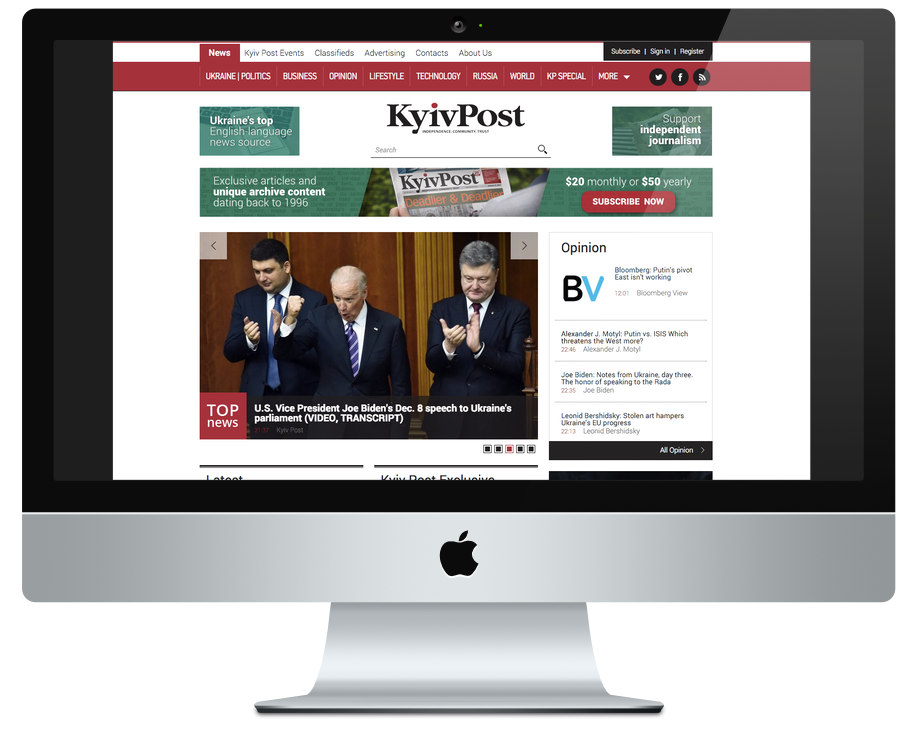 News Kyiv Post Events Classifieds Advertising Contacts About Us
Subscribe | Sign in | Register
UKRAINE | POLITICS BUSINESS OPINION LIFESTYLE TECHNOLOGY RUSSIA WORLD KP SPECIAL MORE
Ukraine's top
English-language
news source
KyivPost
INDEPENDENCE. COMMUNITY. TRUST
Search
Support
independent
journalism
Exclusive articles and
unique archive content
dating back to 1996
KyivPost
Deadlier & Deadlier
$20 monthly or $50 yearly
SUBSCRIBE NOW
TOP
news
U.S. Vice President Joe Biden's Dec. 8 speech to Ukraine's
parliament (VIDEO, TRANSCRIPT)
21:27 Kyiv Post
Opinion
BV
Bloomberg: Putin's pivot
East isn't working
12:01 Bloomberg View
Alexander J. Motyl: Putin vs. ISIS Which
threatens the West more?
22:46 Alexander J. Motyl
Joe Biden: Notes from Ukraine, day three.
The honor of speaking to the Rada
22:35 Joe Biden
Leonid Bershidsky: Stolen art hampers
Ukraine's EU progress
22:13 Leonid Bershidsky
All Opinion
Latest
Kyiv Post Exclusive